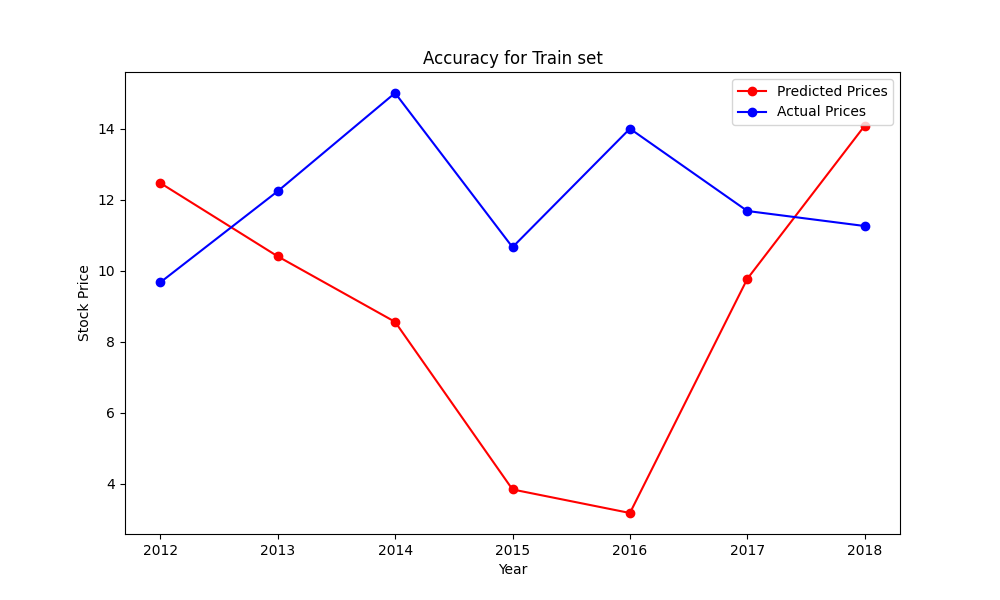 Accuracy for Train set
Predicted Prices
Actual Prices
14
12
10
8
6
4
Stock Price
2012 2013 2014 2015 2016 2017 2018
Year